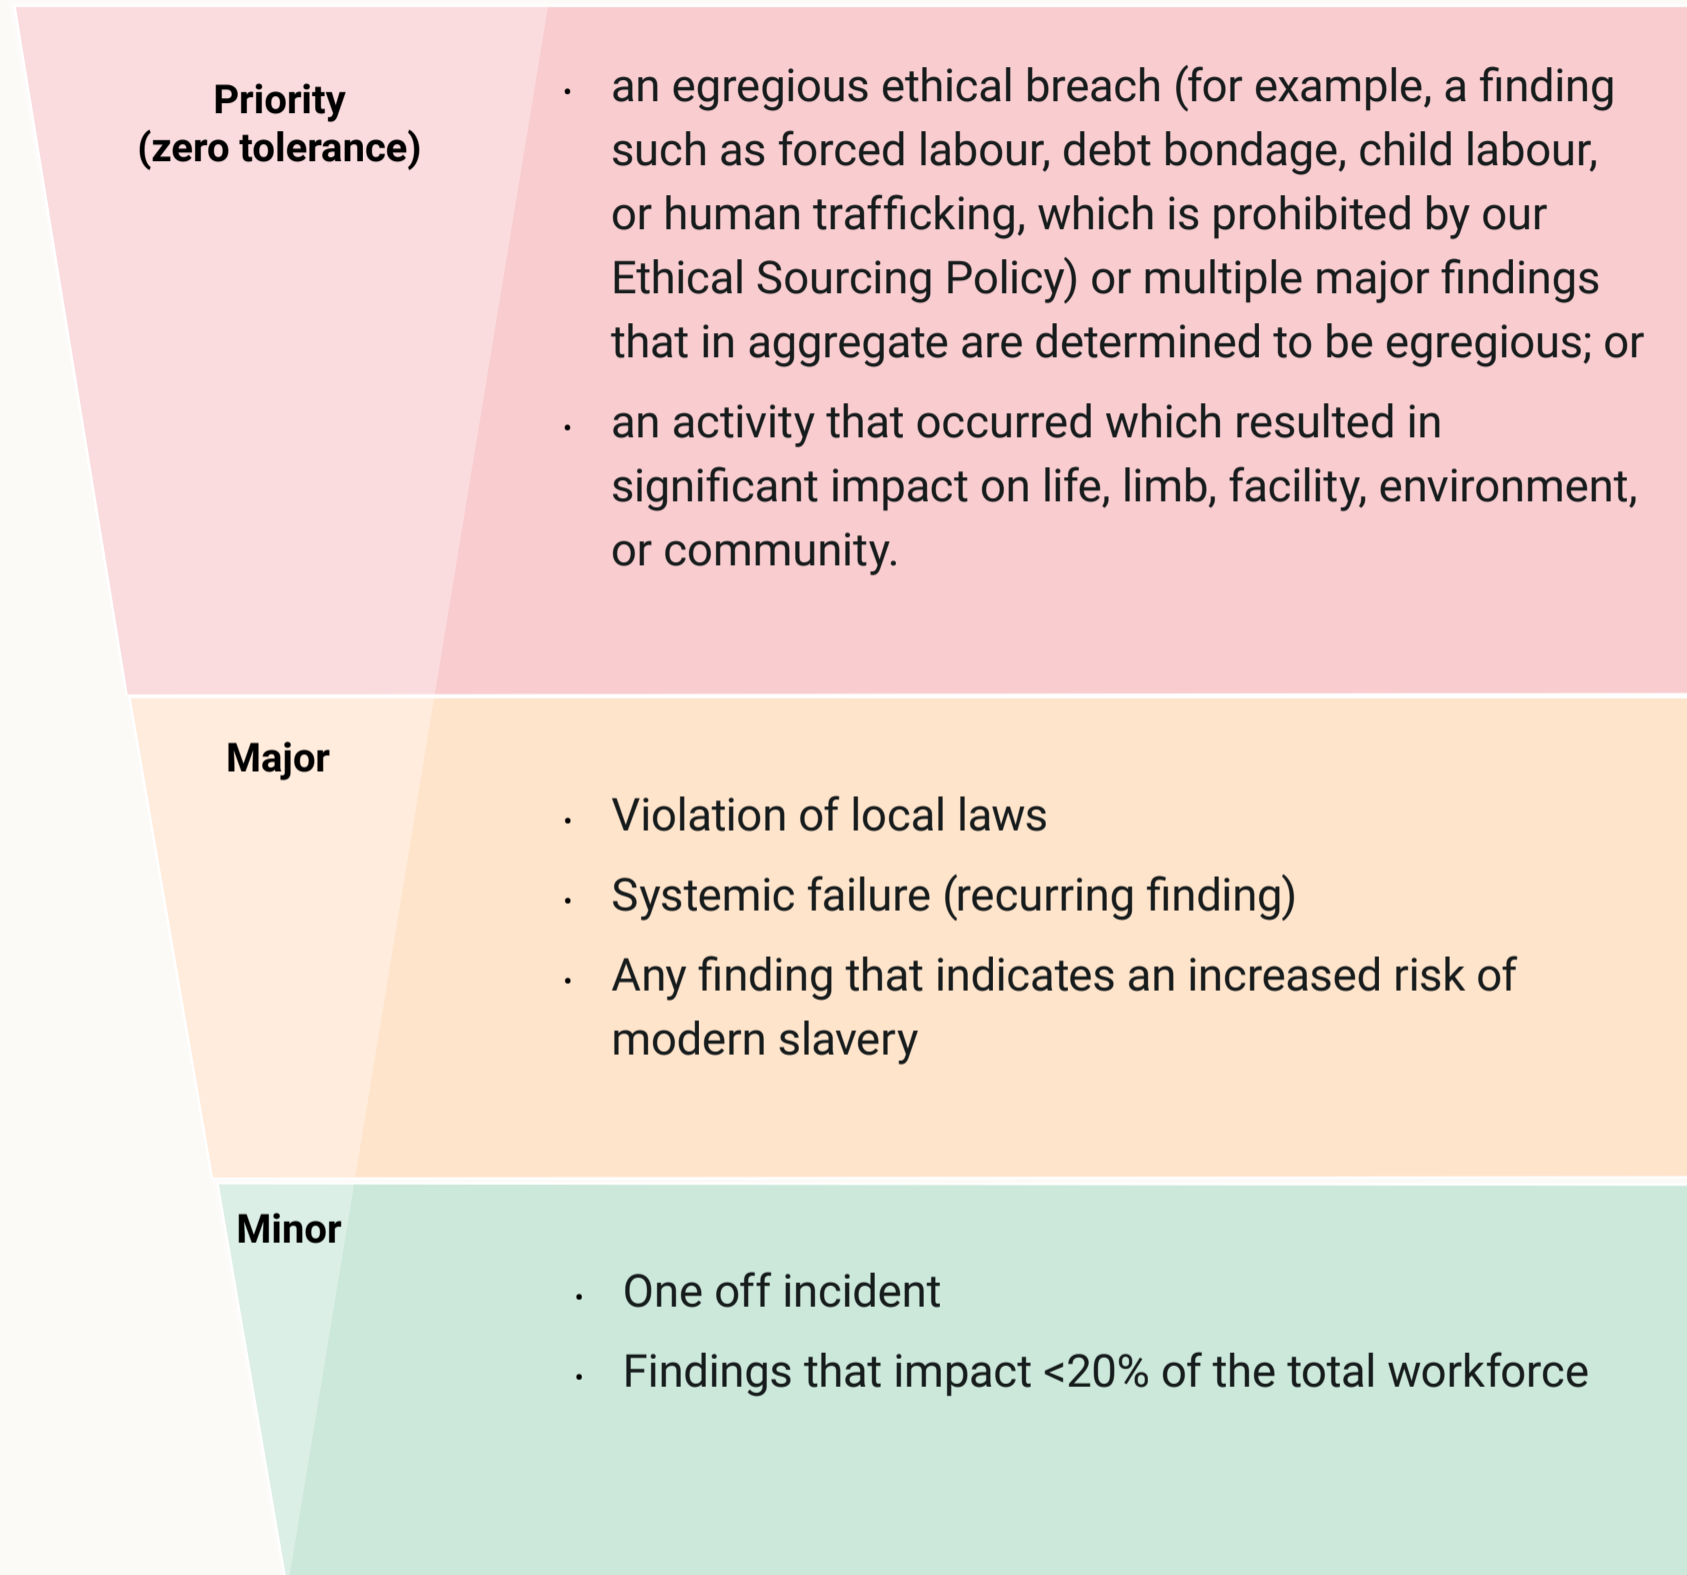 Priority
(zero tolerance)
· an egregious ethical breach (for example, a finding
such as forced labour, debt bondage, child labour,
or human trafficking, which is prohibited by our
Ethical Sourcing Policy) or multiple major findings
that in aggregate are determined to be egregious; or
· an activity that occurred which resulted in
significant impact on life, limb, facility, environment,
or community.
Major
· Violation of local laws
· Systemic failure (recurring finding)
· Any finding that indicates an increased risk of
modern slavery
Minor
· One off incident
· Findings that impact <20% of the total workforce